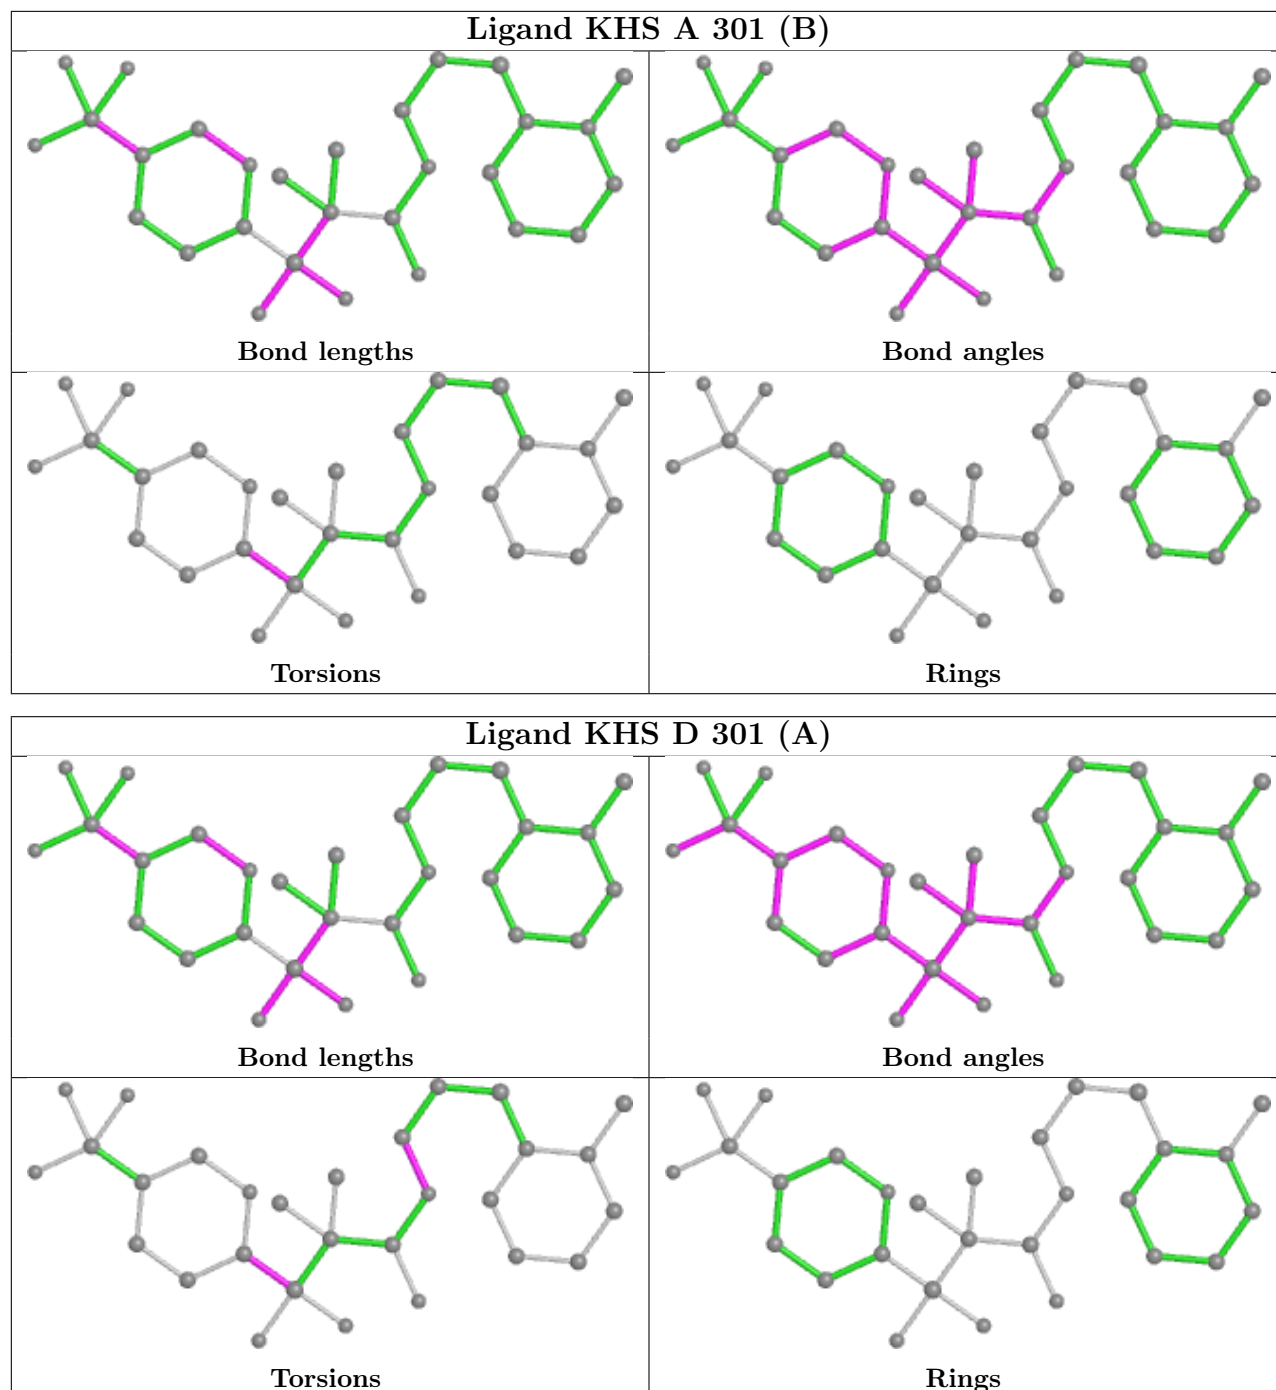 Ligand KHS A 301 (B)
Bond lengths
Bond angles
Torsions
Rings
Ligand KHS D 301 (A)
Bond lengths
Bond angles
Torsions
Rings